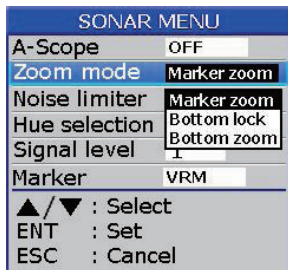 SONAR MENU
A-Scope OFF
Zoom mode Marker zoom
Noise limiter Marker zoom
Hue selection Bottom lock
Bottom zoom
Signal level 1
Marker VRM
▲/▼ : Select
ENT : Set
ESC : Cancel